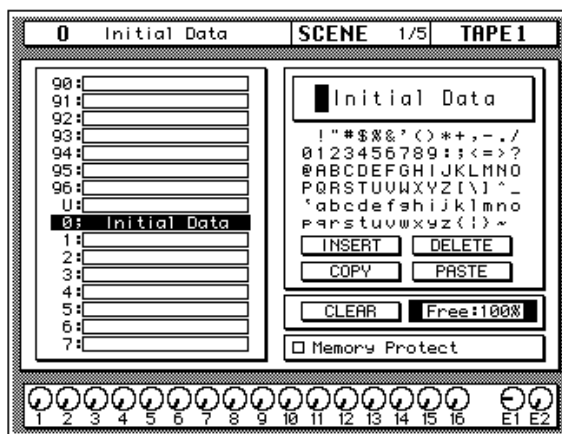 0 Initial Data SCENE 1/5 TAPE1
90:
91:
92:
93:
94:
95:
96:
U:
0; Initial Data
1:
2:
3:
4:
5:
6:
7:
Initial Data
!"#$%&'()*+,-./
0123456789:;<=>?
@ABCDEFGHIJKLMNO
PQRSTUVWXYZ[\]^_
`abcdefghijklmno
pqrstuvwxyz{|}~
INSERT DELETE
COPY PASTE
CLEAR Free:100%
Memory Protect
1 2 3 4 5 6 7 8 9 10 11 12 13 14 15 16 E1 E2